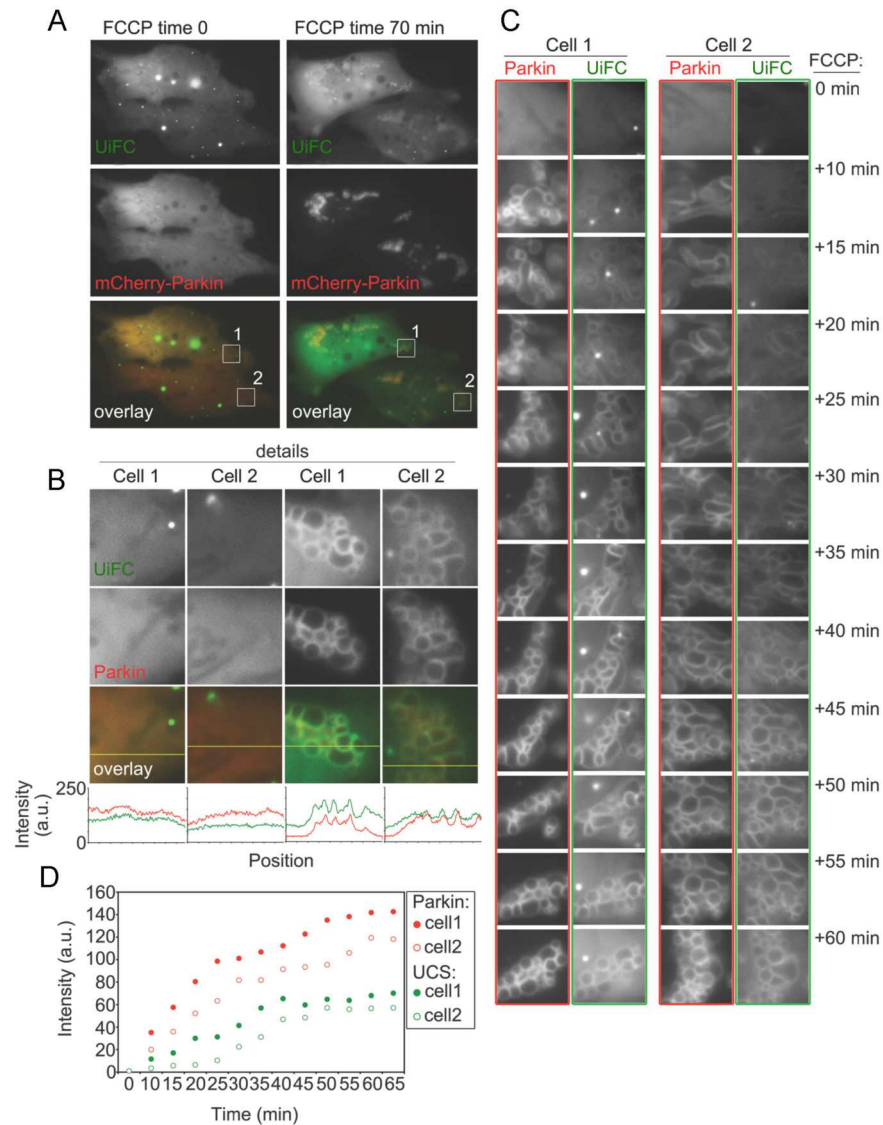 A
FCCP time 0
FCCP time 70 min
UiFC
UiFC
mCherry-Parkin
mCherry-Parkin
1
2
overlay
1
2
overlay
B
details
Cell 1
Cell 2
Cell 1
Cell 2
UiFC
Parkin
overlay
250
Intensity
(a.u.)
0
Position
C
Cell 1
Cell 2
FCCP:
Parkin
UiFC
Parkin
UiFC
0 min
+10 min
+15 min
+20 min
+25 min
+30 min
+35 min
+40 min
+45 min
+50 min
+55 min
+60 min
D
Intensity (a.u.)
160
140
120
100
80
60
40
20
0
0 10 15 20 25 30 35 40 45 50 55 60 65
Time (min)
Parkin:
cell1
cell2
UCS:
cell1
cell2